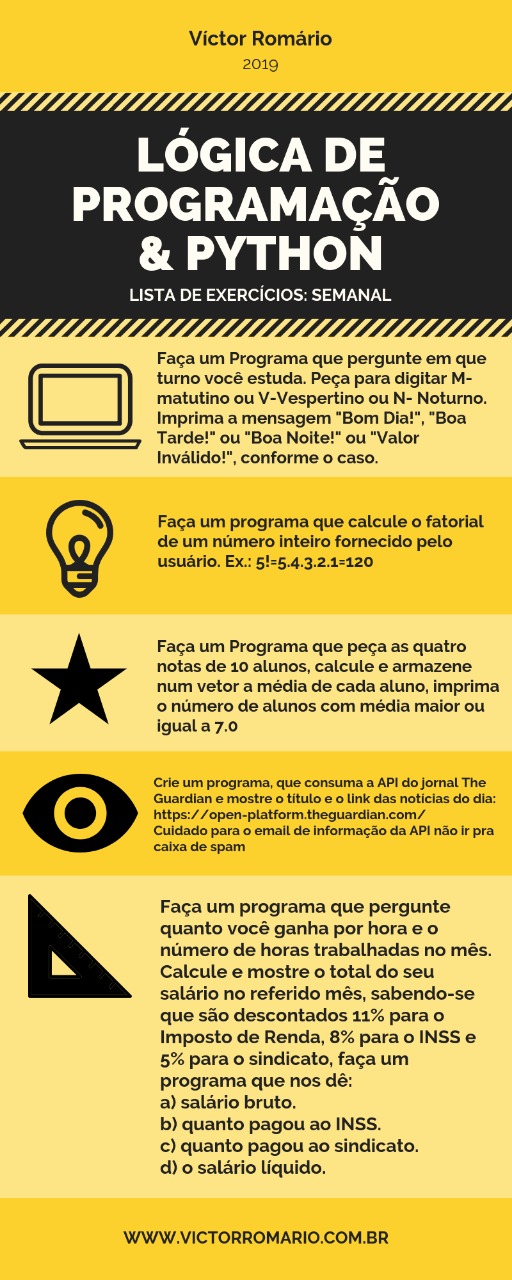 Víctor Romário
2019
LÓGICA DE
PROGRAMAÇÃO
& PYTHON
LISTA DE EXERCÍCIOS: SEMANAL
Faça um Programa que pergunte em que
turno você estuda. Peça para digitar M-
matutino ou V-Vespertino ou N- Noturno.
Imprima a mensagem "Bom Dia!", "Boa
Tarde!" ou "Boa Noite!" ou "Valor
Inválido!", conforme o caso.
Faça um programa que calcule o fatorial
de um número inteiro fornecido pelo
usuário. Ex.: 5!=5.4.3.2.1=120
Faça um Programa que peça as quatro
notas de 10 alunos, calcule e armazene
num vetor a média de cada aluno, imprima
o número de alunos com média maior ou
igual a 7.0
Crie um programa, que consuma a API do jornal The
Guardian e mostre o título e o link das noticias do dia:
https://open-platform.theguardian.com/
Cuidado para o email de informação da API não ir pra
caixa de spam
Faça um programa que pergunte
quanto você ganha por hora e o
número de horas trabalhadas no mês.
Calcule e mostre o total do seu
salário no referido mês, sabendo-se
que são descontados 11% para o
Imposto de Renda, 8% para o INSS e
5% para o sindicato, faça um
programa que nos dê:
a) salário bruto.
b) quanto pagou ao INSS.
c) quanto pagou ao sindicato.
d) o salário líquido.
WWW.VICTORROMARIO.COM.BR